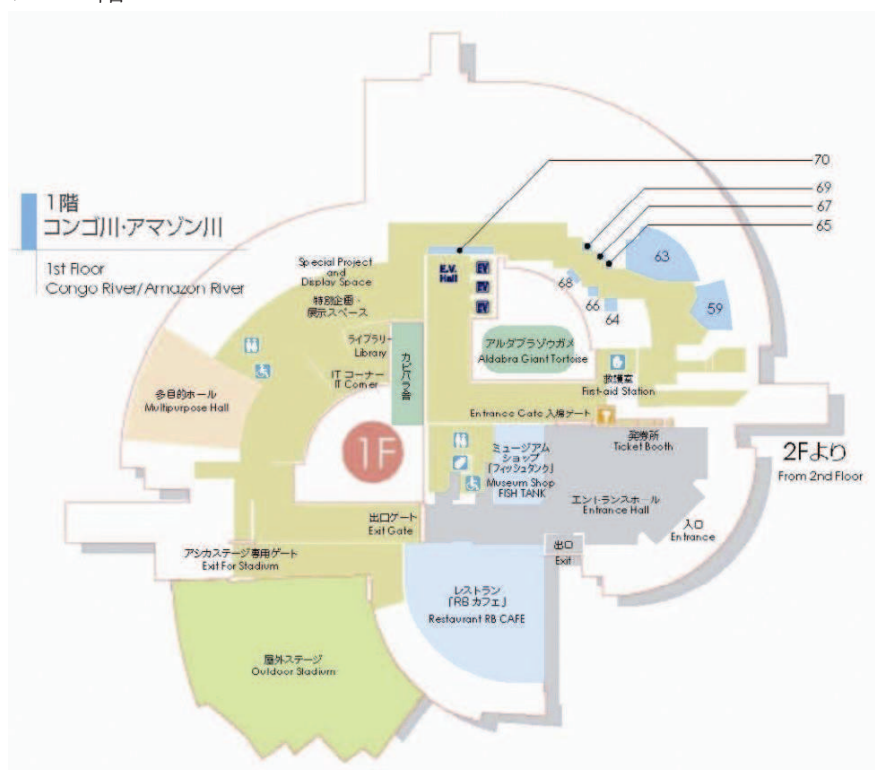 1階
コンゴ川・アマゾン川
1st Floor
Congo River/Amazon River
70
69
67
65
63
59
68
66
64
Special Project
and
Display Space
特別企画・
展示スペース
E.V.
Hall
EV
EV
EV
ライブラリー
Library
ITコーナー
IT Corner
カピバラ舎
アルダブラゾウガメ
Aldabra Giant Tortoise
救護室
First-aid Station
多目的ホール
Multipurpose Hall
1F
Entrance Gate 入場ゲート
発券所
Ticket Booth
2Fより
From 2nd Floor
ミュージアム
ショップ
「フィッシュタンク」
Museum Shop
FISH TANK
エントランスホール
Entrance Hall
入口
Entrance
出口ゲート
Exit Gate
出口
Exit
アシカステージ専用ゲート
Exit For Stadium
レストラン
「RBカフェ」
Restaurant RB CAFE
屋外ステージ
Outdoor Stadium